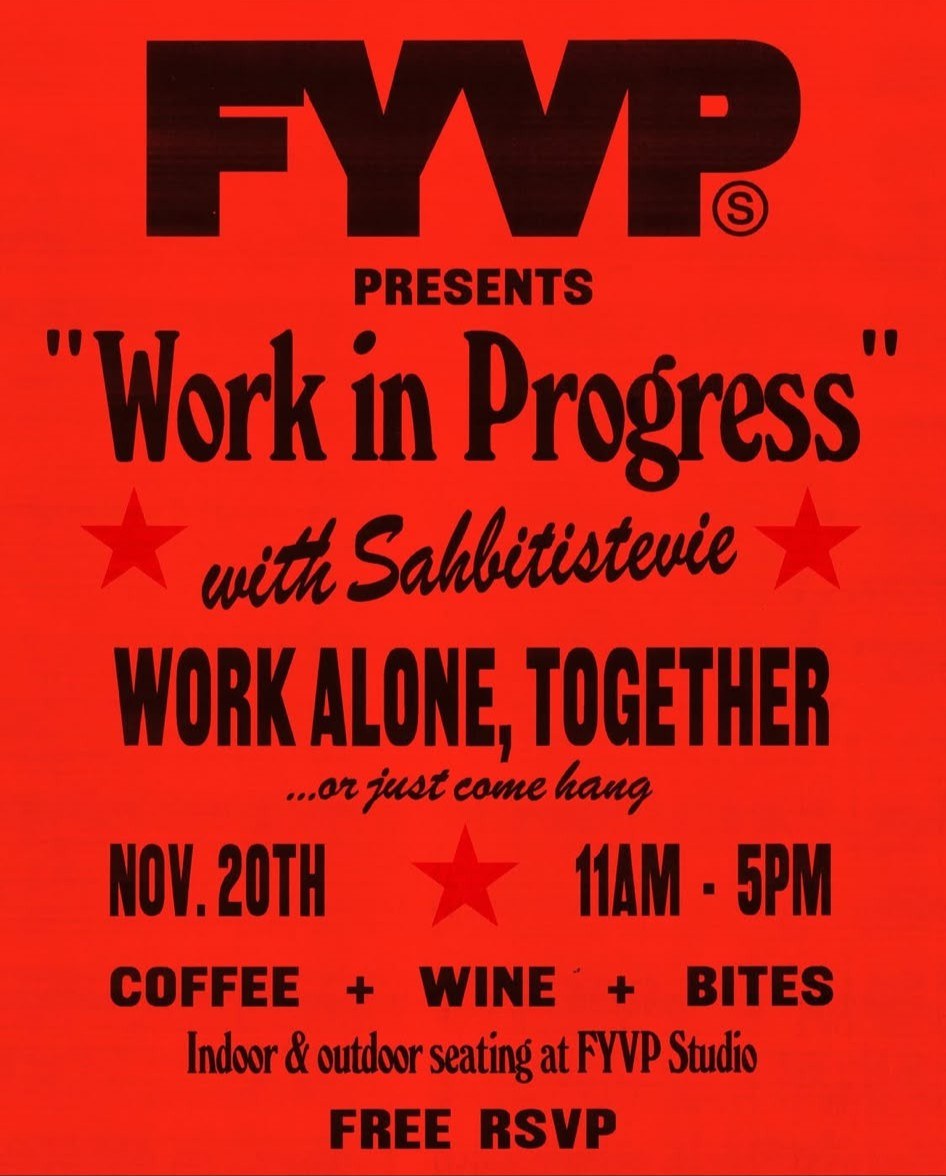 FYVP Ⓢ
PRESENTS
"Work in Progress"
with Sahbitistevie
WORK ALONE, TOGETHER
...or just come hang
NOV. 20TH 11AM - 5PM
COFFEE + WINE + BITES
Indoor & outdoor seating at FYVP Studio
FREE RSVP